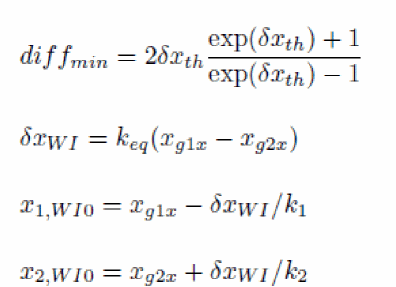 diff_{min} = 2δx_{th} \frac{exp(δx_{th}) + 1}{exp(δx_{th}) − 1}
δx_{WI} = k_{eq}(x_{g1x} − x_{g2x})
x_{1,WI0} = x_{g1x} − δx_{WI}/k_1
x_{2,WI0} = x_{g2x} + δx_{WI}/k_2